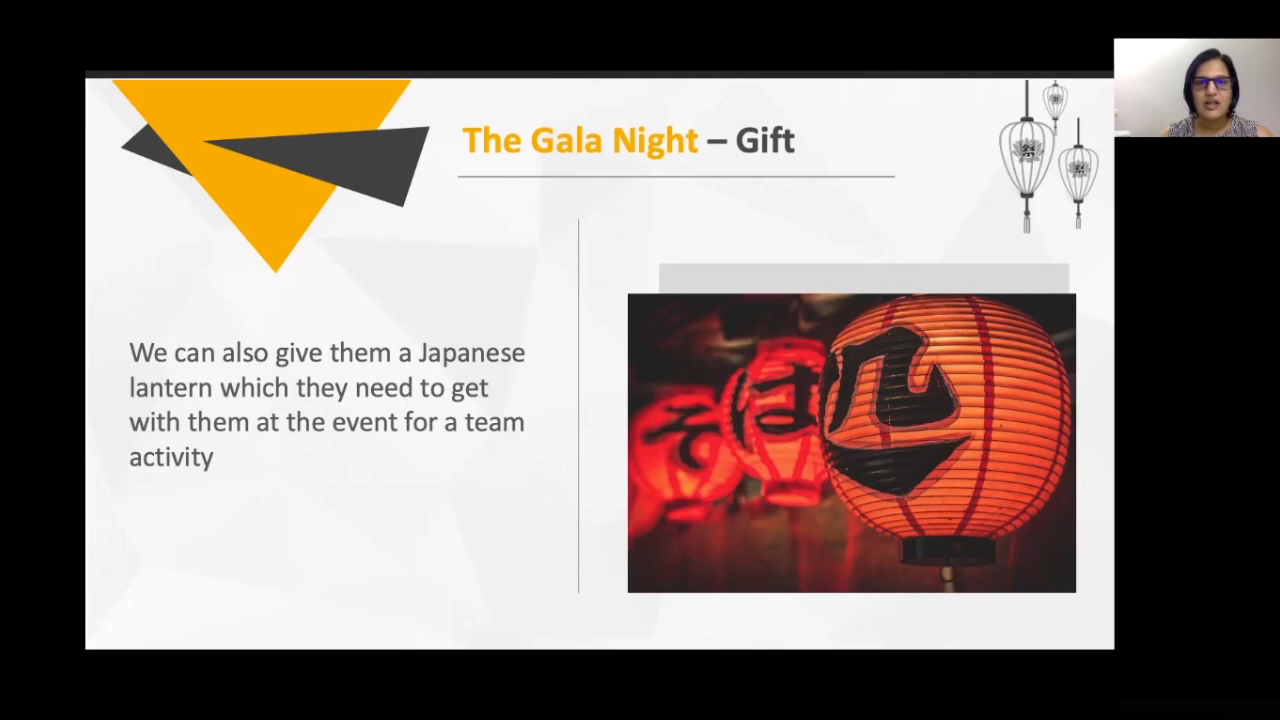 The Gala Night – Gift
We can also give them a Japanese
lantern which they need to get
with them at the event for a team
activity